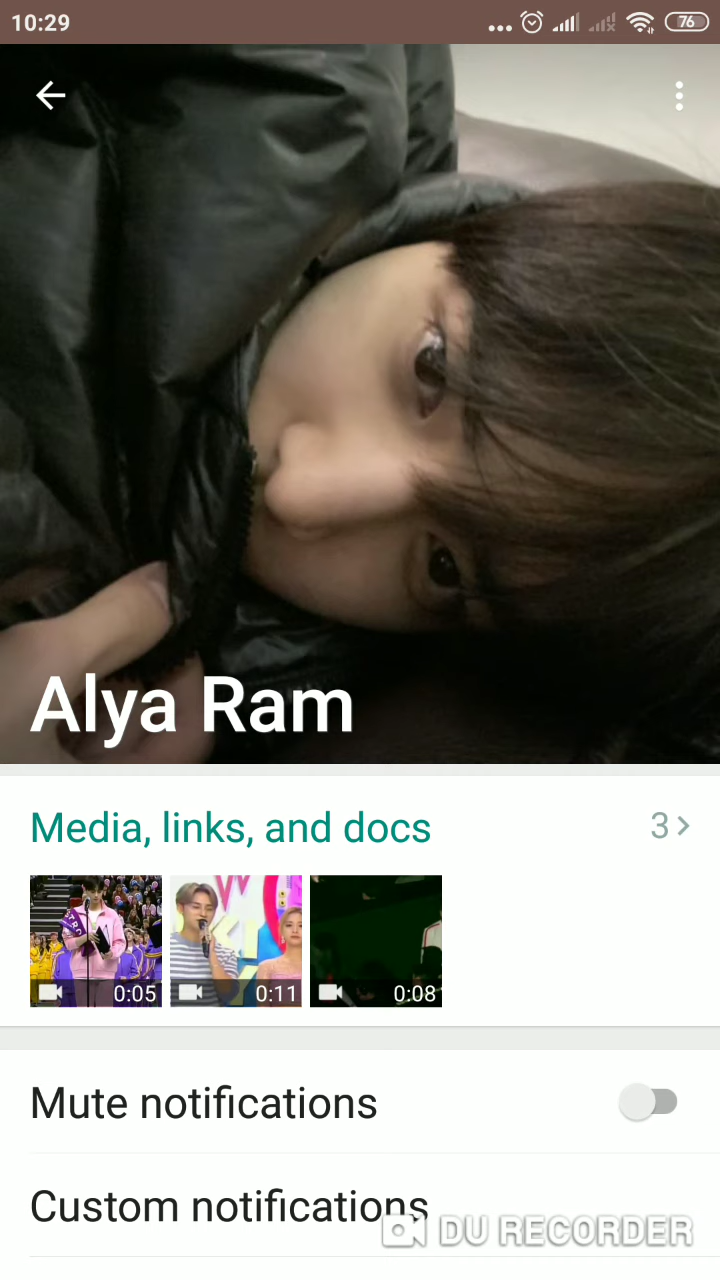 10:29
76
Alya Ram
Media, links, and docs
3
0:05
0:11
0:08
Mute notifications
Custom notifications
DU RECORDER